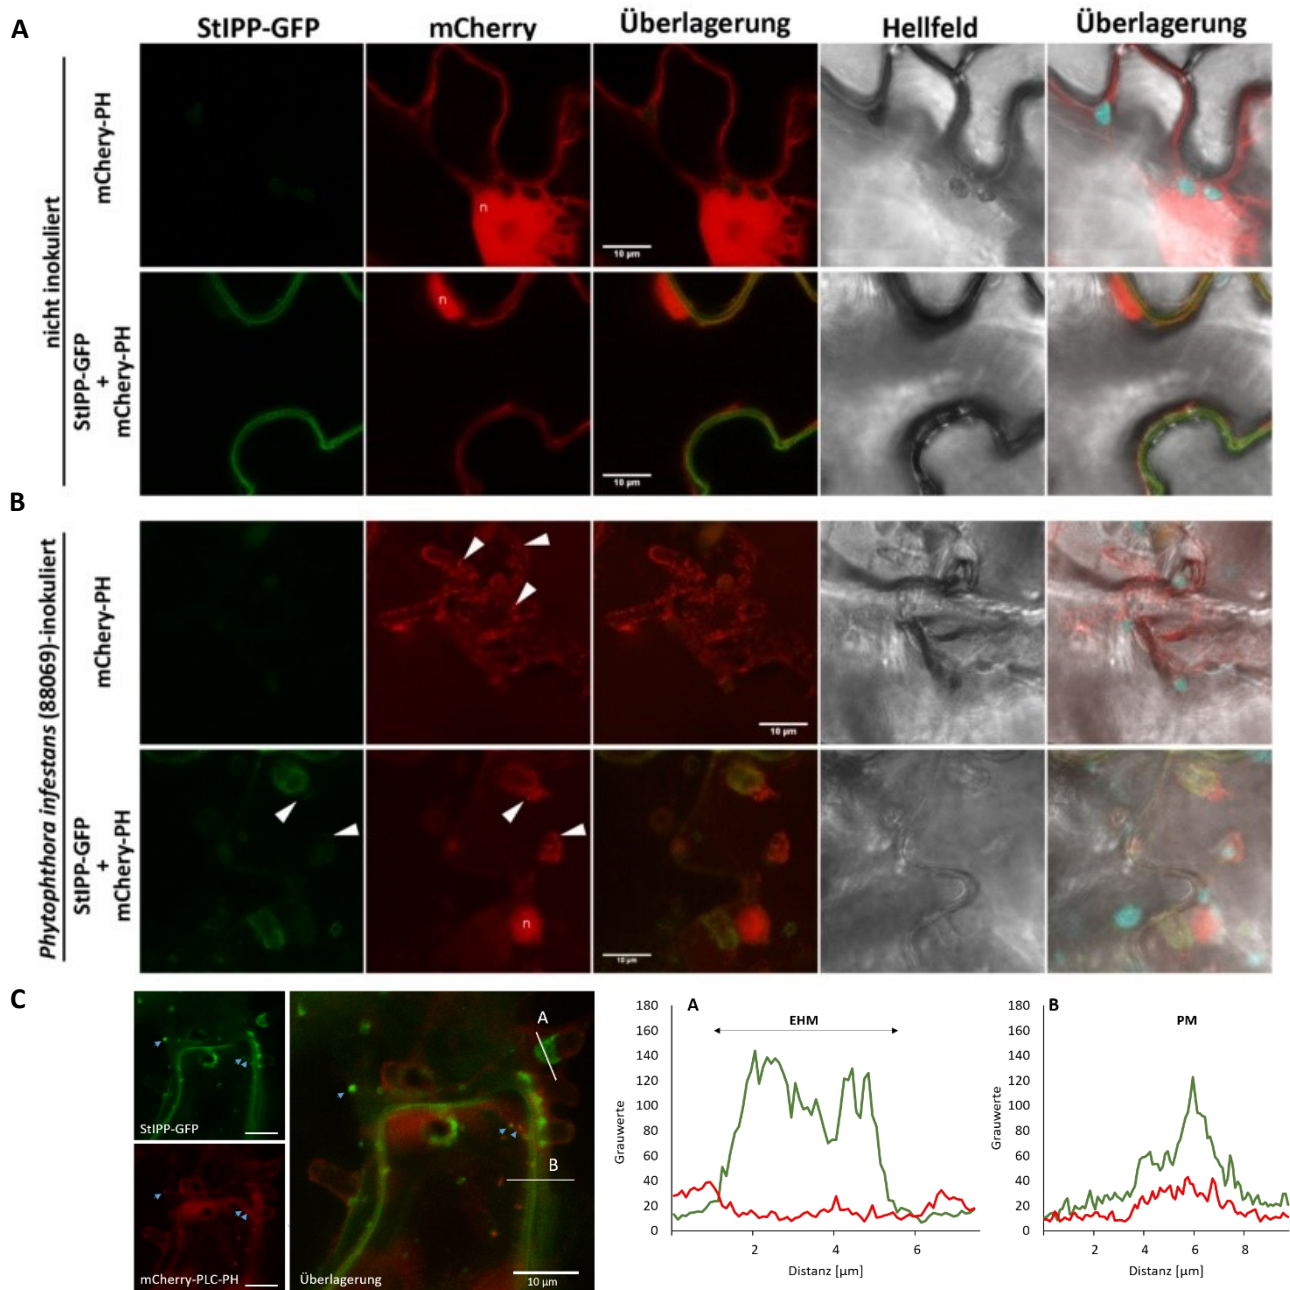 A
StIPP-GFP mCherry Überlagerung Hellfeld Überlagerung
nicht inokuliert
mChery-PH
n
10 µm
StIPP-GFP
+
mChery-PH
n
10 µm
B
Phytophthora infestans (88069)-inokuliert
mChery-PH
10 µm
StIPP-GFP
+
mChery-PH
n
10 µm
C
StIPP-GFP
mCherry-PLC-PH
A
B
Überlagerung
10 µm
A
EHM
Grauwerte
180
160
140
120
100
80
60
40
20
0
2 4 6
Distanz [µm]
B
PM
Grauwerte
180
160
140
120
100
80
60
40
20
0
2 4 6 8
Distanz [µm]